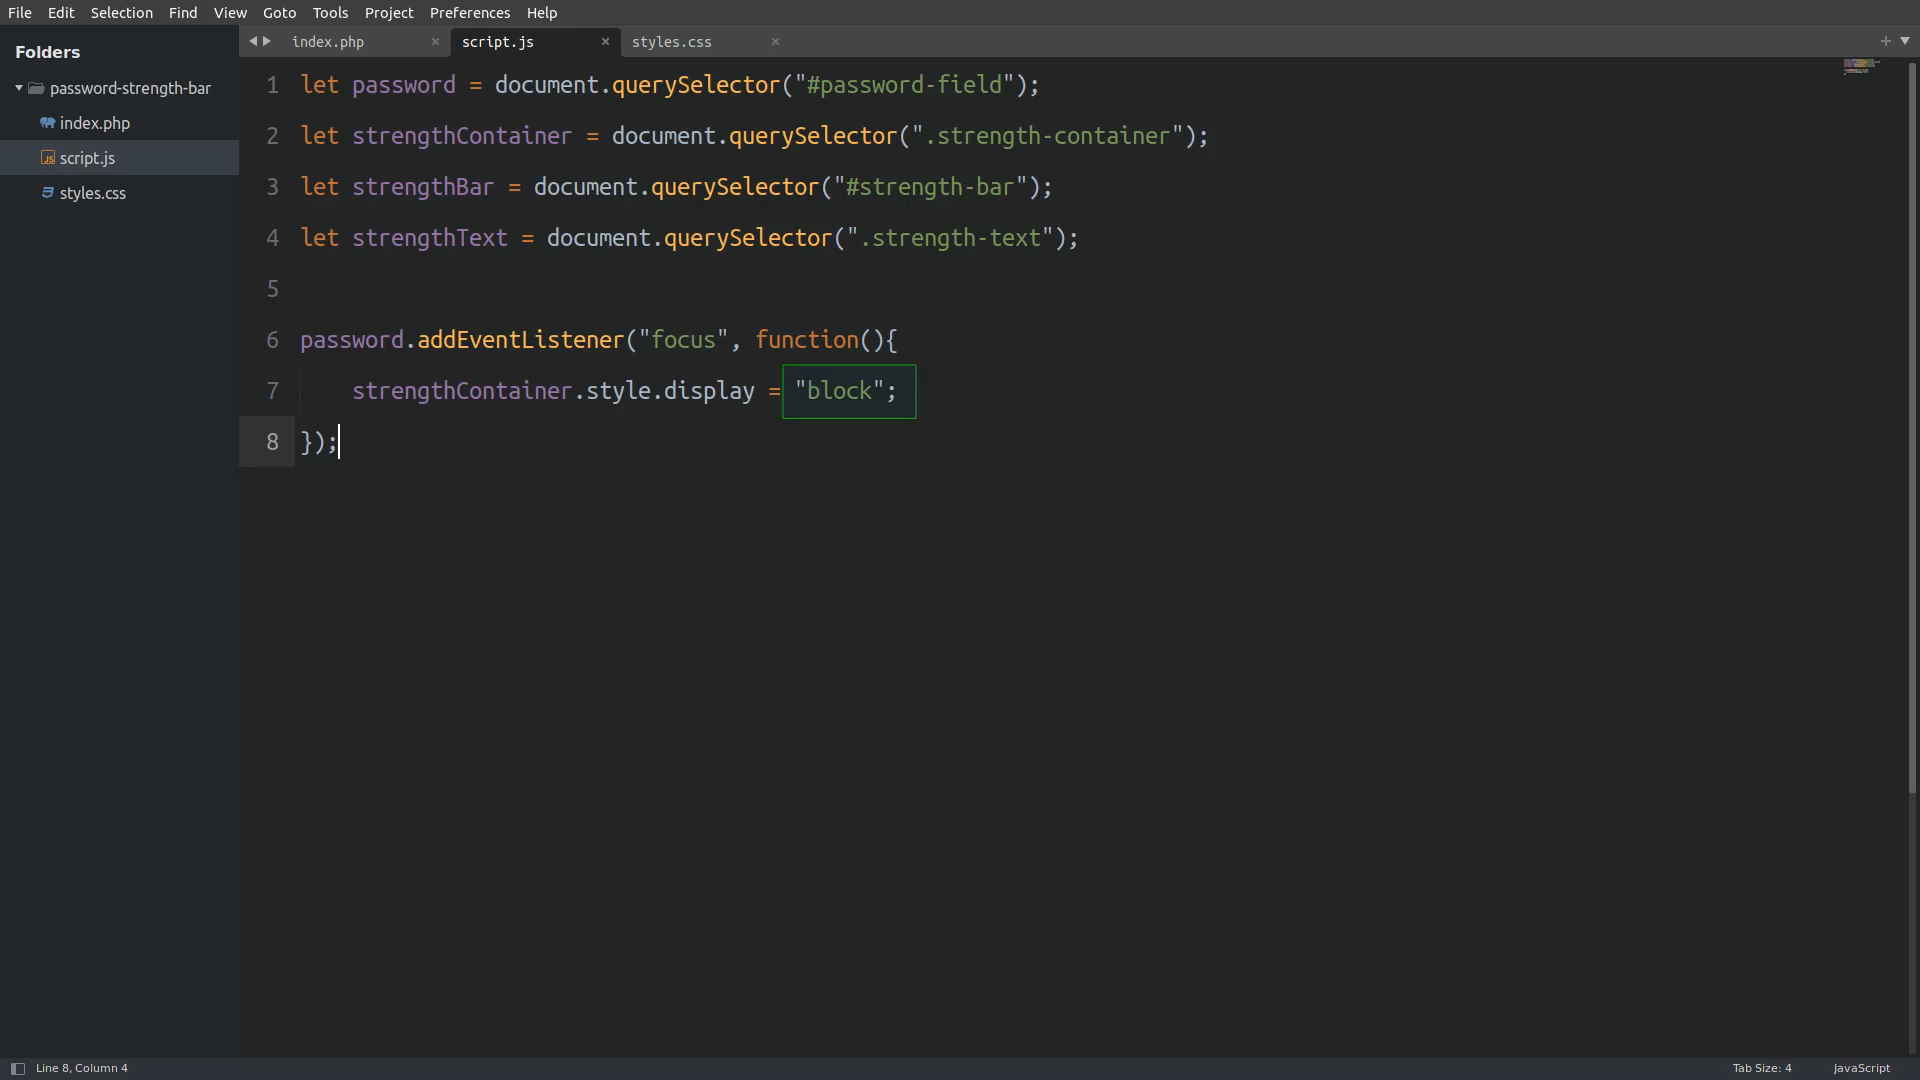 File Edit Selection Find View Goto Tools Project Preferences Help
Folders
password-strength-bar
index.php
script.js
styles.css
index.php × script.js × styles.css ×
1 let password = document.querySelector("#password-field");
2 let strengthContainer = document.querySelector(".strength-container");
3 let strengthBar = document.querySelector("#strength-bar");
4 let strengthText = document.querySelector(".strength-text");
5
6 password.addEventListener("focus", function(){
7 strengthContainer.style.display = "block";
8 });
Line 8, Column 4 Tab Size: 4 JavaScript